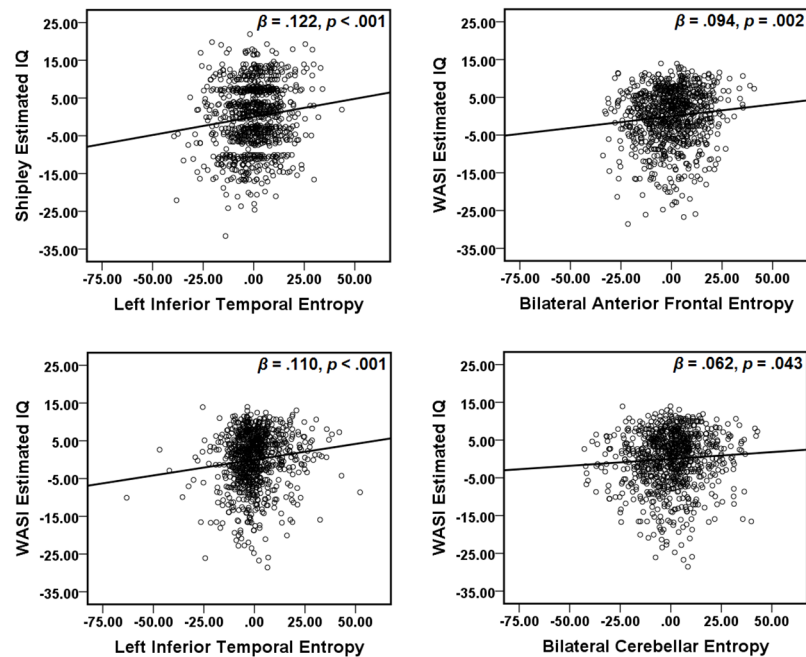 β = .122, p < .001
Shipley Estimated IQ
25.00
15.00
5.00
-5.00
-15.00
-25.00
-35.00
-75.00 -50.00 -25.00 .00 25.00 50.00
Left Inferior Temporal Entropy
β = .094, p = .002
WASI Estimated IQ
25.00
15.00
5.00
-5.00
-15.00
-25.00
-35.00
-75.00 -50.00 -25.00 .00 25.00 50.00
Bilateral Anterior Frontal Entropy
β = .110, p < .001
WASI Estimated IQ
25.00
15.00
5.00
-5.00
-15.00
-25.00
-35.00
-75.00 -50.00 -25.00 .00 25.00 50.00
Left Inferior Temporal Entropy
β = .062, p = .043
WASI Estimated IQ
25.00
15.00
5.00
-5.00
-15.00
-25.00
-35.00
-75.00 -50.00 -25.00 .00 25.00 50.00
Bilateral Cerebellar Entropy